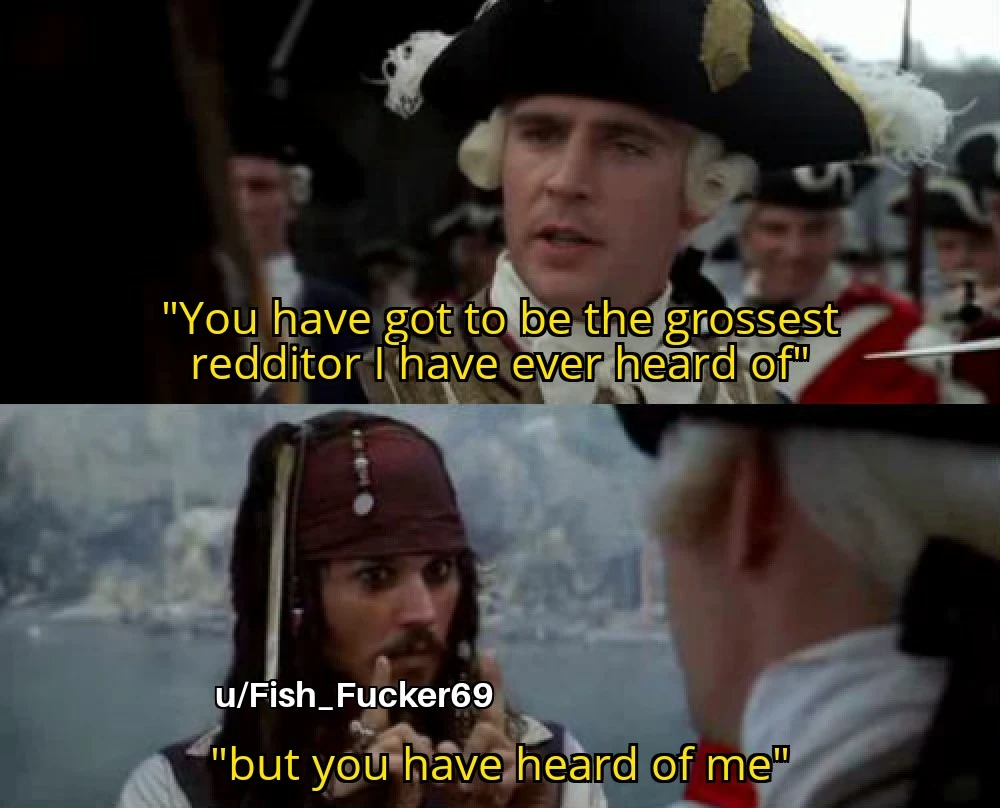 "You have got to be the grossest
redditor I have ever heard of"
u/Fish_Fucker69
"but you have heard of me"